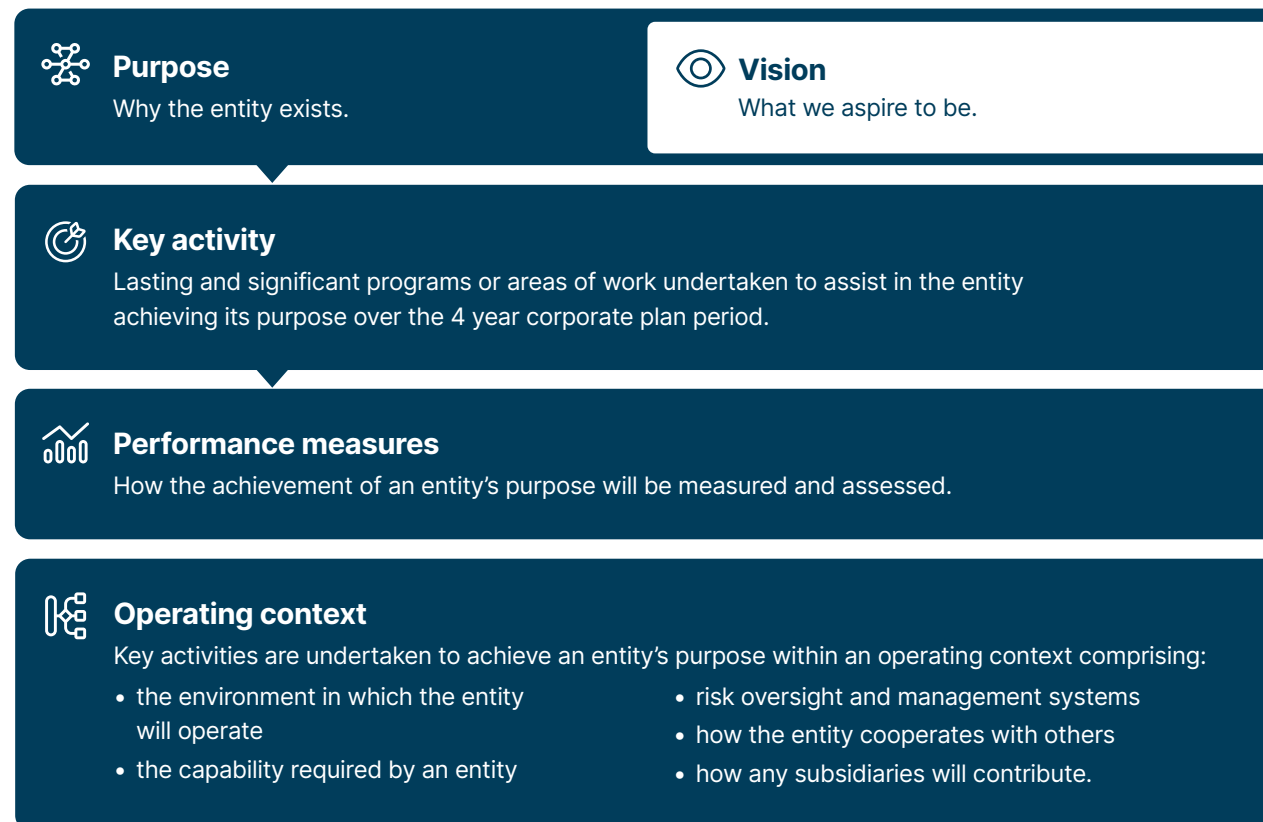 Purpose
Why the entity exists.
Vision
What we aspire to be.
Key activity
Lasting and significant programs or areas of work undertaken to assist in the entity
achieving its purpose over the 4 year corporate plan period.
Performance measures
How the achievement of an entity’s purpose will be measured and assessed.
Operating context
Key activities are undertaken to achieve an entity’s purpose within an operating context comprising:
• the environment in which the entity
will operate
• the capability required by an entity
• risk oversight and management systems
• how the entity cooperates with others
• how any subsidiaries will contribute.